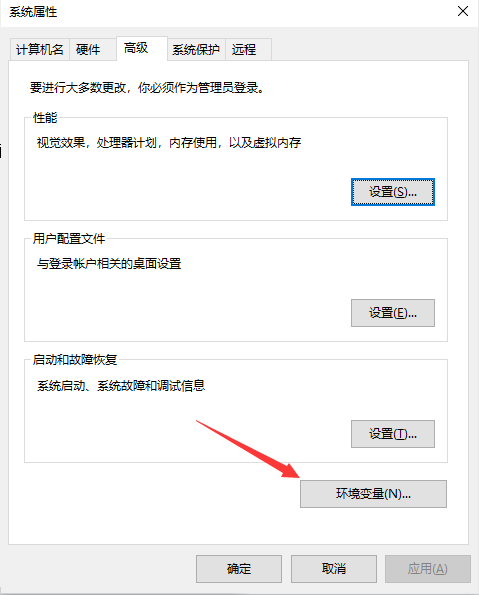 系统属性
计算机名 硬件 高级 系统保护 远程
要进行大多数更改，你必须作为管理员登录。
性能
视觉效果，处理器计划，内存使用，以及虚拟内存
设置(S)...
用户配置文件
与登录帐户相关的桌面设置
设置(E)...
启动和故障恢复
系统启动、系统故障和调试信息
设置(T)...
环境变量(N)...
确定 取消 应用(A)